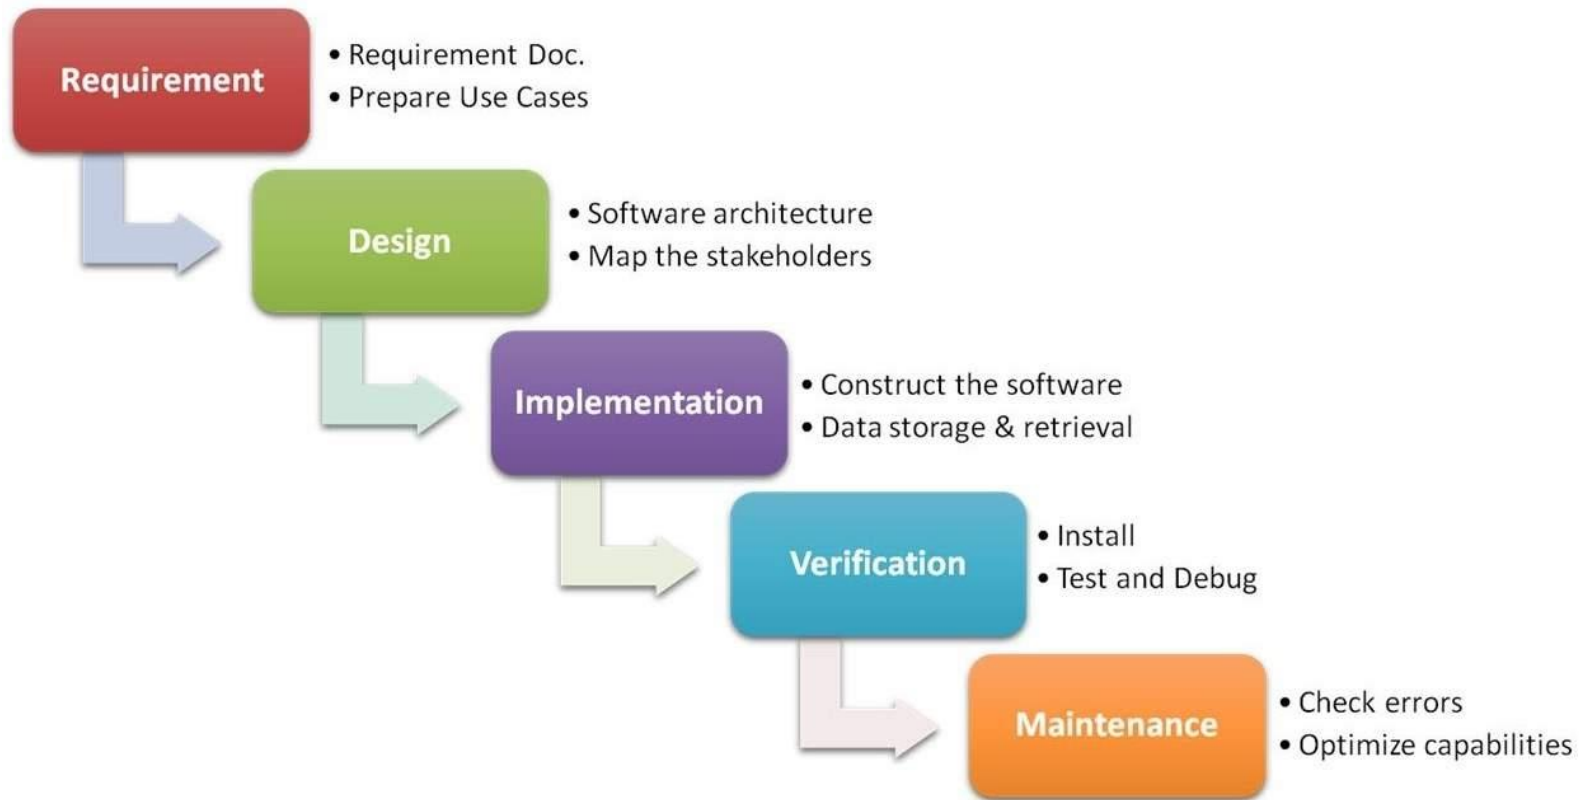 Requirement
• Requirement Doc.
• Prepare Use Cases
Design
• Software architecture
• Map the stakeholders
Implementation
• Construct the software
• Data storage & retrieval
Verification
• Install
• Test and Debug
Maintenance
• Check errors
• Optimize capabilities